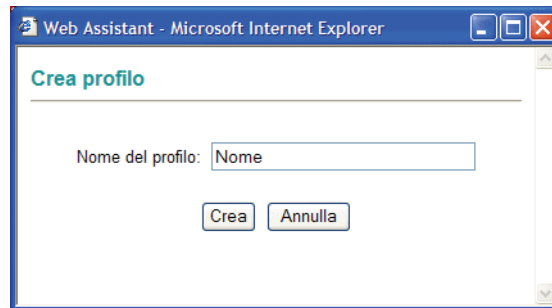 Web Assistant - Microsoft Internet Explorer
Crea profilo
Nome del profilo: Nome
Crea Annulla